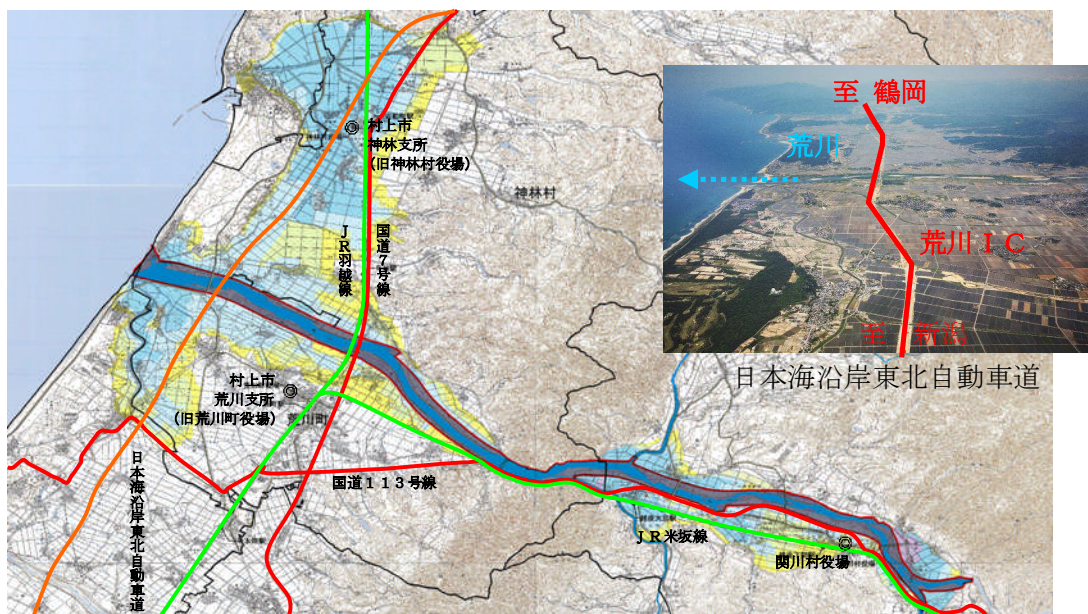 村上市
神林支所
(旧神林村役場)
神林村
国道7号線
JR羽越線
村上市
荒川支所
(旧荒川町役場)
荒川町
国道113号線
日本海沿岸東北自動車道
JR米坂線
関川村役場
至 鶴岡
荒川
荒川IC
至 新潟
日本海沿岸東北自動車道